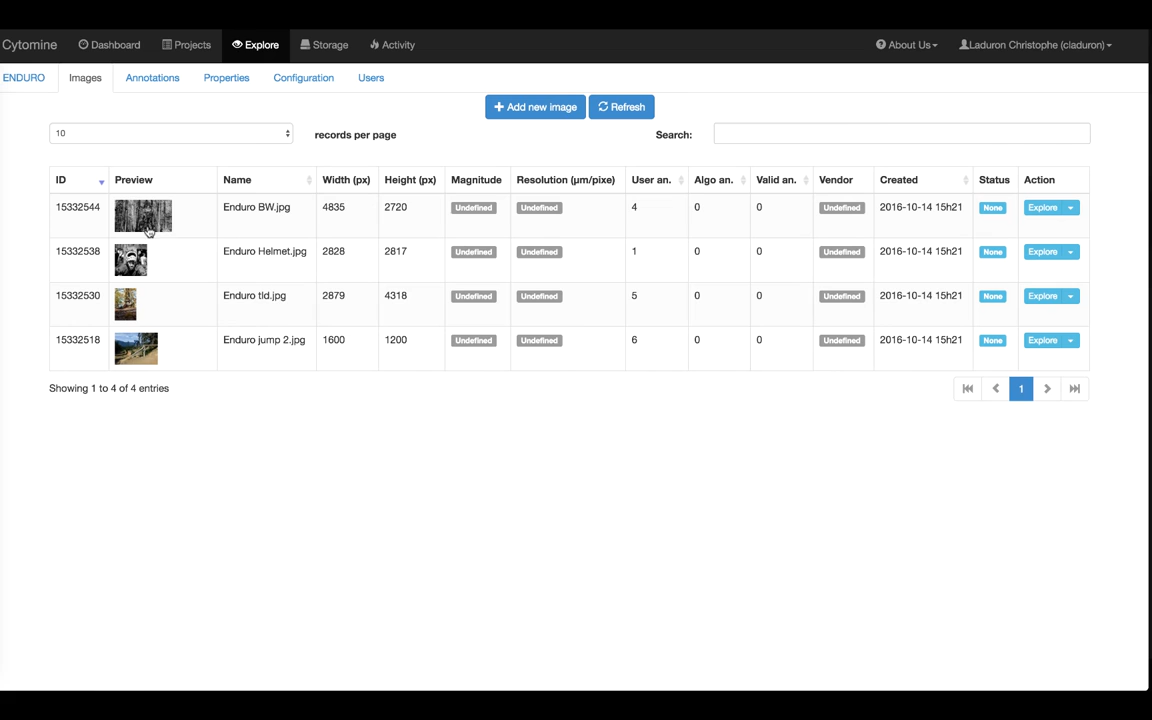 Cytomine Dashboard Projects Explore Storage Activity About Us Laduron Christophe (claduron)
ENDURO Images Annotations Properties Configuration Users
+ Add new image Refresh
10 records per page Search:
ID Preview Name Width (px) Height (px) Magnitude Resolution (µm/pixe) User an. Algo an. Valid an. Vendor Created Status Action
15332544 Enduro BW.jpg 4835 2720 Undefined Undefined 4 0 0 Undefined 2016-10-14 15h21 None Explore
15332538 Enduro Helmet.jpg 2828 2817 Undefined Undefined 1 0 0 Undefined 2016-10-14 15h21 None Explore
15332530 Enduro tld.jpg 2879 4318 Undefined Undefined 5 0 0 Undefined 2016-10-14 15h21 None Explore
15332518 Enduro jump 2.jpg 1600 1200 Undefined Undefined 6 0 0 Undefined 2016-10-14 15h21 None Explore
Showing 1 to 4 of 4 entries 1